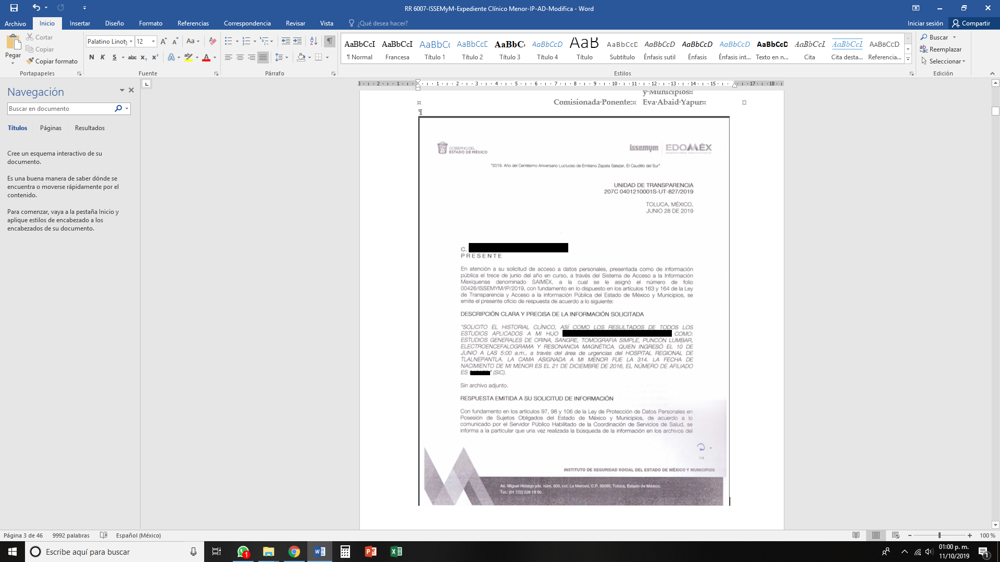 RR 6007-ISSEMyM-Expediente Clínico Menor-IP-AD-Modifica - Word
Archivo Inicio Insertar Diseño Formato Referencias Correspondencia Revisar Vista ¿Qué desea hacer? Iniciar sesión Compartir
Pegar
Cortar
Copiar
Copiar formato
Portapapeles
Palatino Linoty 12
N K S abc x₂ x²
Fuente
Párrafo
AaBbCcI AaBbCcI AaBbCc AaBbCcD AaBbC AaBbCcD AaB AaBbCcD AaBbCcD AaBbCcD AaBbCcD AaBbCcD AaBbCcI AaBbCcI AaBbCcD
¶ Normal Francesa Título 1 Título 2 Título 3 Título 4 Título Subtítulo Énfasis sutil Énfasis Énfasis int... Texto en n... Cita Cita desta... Referencia...
Estilos
Buscar
Reemplazar
Seleccionar
Edición
Navegación
Buscar en documento
Títulos Páginas Resultados
Cree un esquema interactivo de su
documento.
Es una buena manera de saber dónde se
encuentra o moverse rápidamente por el
contenido.
Para comenzar, vaya a la pestaña Inicio y
aplique estilos de encabezado a los
encabezados de su documento.
3 2 1 1 2 3 4 5 6 7 8 9 10 11 12 13 14 15 17 18
y·Municipios¤
¤ Comisionada·Ponente:¤ Eva·Abaid·Yapur¤ ¤
¶
GOBIERNO DEL
ESTADO DE MÉXICO
issemym EDOMÉX
"2019. Año del Centésimo Aniversario Luctuoso de Emiliano Zapata Salazar, El Caudillo del Sur"
UNIDAD DE TRANSPARENCIA
207C 0401210001S-UT-827/2019
TOLUCA, MÉXICO,
JUNIO 28 DE 2019
C.
PRESENTE
En atención a su solicitud de acceso a datos personales, presentada como de información
pública el trece de junio del año en curso, a través del Sistema de Acceso a la Información
Mexiquense denominado SAIMEX, a la cual se le asignó el número de folio
00426/ISSEMYM/IP/2019, con fundamento en lo dispuesto en los artículos 163 y 164 de la Ley
de Transparencia y Acceso a la información Pública del Estado de México y Municipios, se
emite el presente oficio de respuesta de acuerdo a lo siguiente:
DESCRIPCIÓN CLARA Y PRECISA DE LA INFORMACIÓN SOLICITADA
"SOLICITO EL HISTORIAL CLÍNICO, ASÍ COMO LOS RESULTADOS DE TODOS LOS
ESTUDIOS APLICADOS A MI HIJO COMO:
ESTUDIOS GENERALES DE ORINA, SANGRE, TOMOGRAFIA SIMPLE, PUNCÓN LUMBAR,
ELECTROENCEFALOGRAMA Y RESONANCIA MAGNÉTICA. QUIEN INGRESÓ EL 10 DE
JUNIO A LAS 5:00 a.m., a través del área de urgencias del HOSPITAL REGIONAL DE
TLALNEPANTLA. LA CAMA ASIGNADA A MI MENOR FUE LA 314. LA FECHA DE
NACIMIENTO DE MI MENOR ES EL 21 DE DICIEMBRE DE 2016, EL NÚMERO DE AFILIADO
ES " (SIC).
Sin archivo adjunto.
RESPUESTA EMITIDA A SU SOLICITUD DE INFORMACIÓN
Con fundamento en los artículos 97, 98 y 106 de la Ley de Protección de Datos Personales en
Posesión de Sujetos Obligados del Estado de México y Municipios, de acuerdo a lo
comunicado por el Servidor Público Habilitado de la Coordinación de Servicios de Salud, se
informa a la particular que una vez realizada la búsqueda de la información en los archivos del
1/4
INSTITUTO DE SEGURIDAD SOCIAL DEL ESTADO DE MÉXICO Y MUNICIPIOS
Av. Miguel Hidalgo pte. núm. 600, col. La Merced, C.P. 50080, Toluca, Estado de México.
Tel.: (01 722) 226 19 00.
Página 3 de 46 9992 palabras Español (México) 100 %
Escribe aquí para buscar
01:00 p. m.
11/10/2019